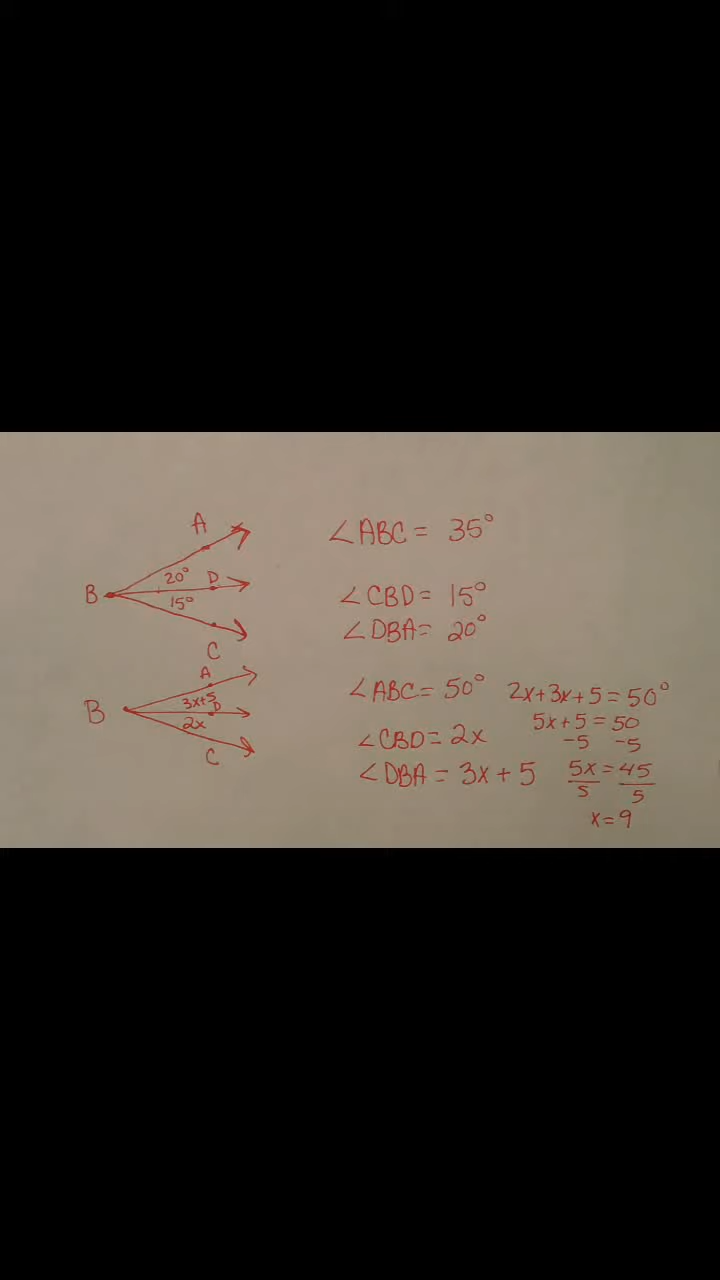 A
20°
D
B
15°
C
∠ABC = 35°
∠CBD = 15°
∠DBA = 20°
A
3x+5
D
B
2x
C
∠ABC = 50°
∠CBD = 2x
∠DBA = 3x + 5
2x+3x+5 = 50°
5x+5 = 50
-5 -5
5x = 45
5 5
x = 9